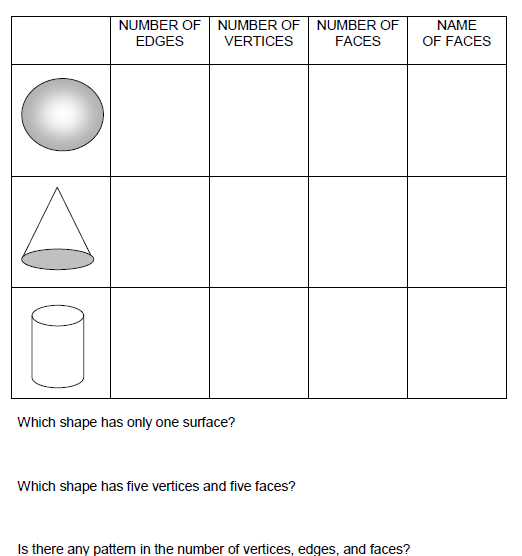 NUMBER OF EDGES
NUMBER OF VERTICES
NUMBER OF FACES
NAME OF FACES
Which shape has only one surface?
Which shape has five vertices and five faces?
Is there any pattern in the number of vertices, edges, and faces?